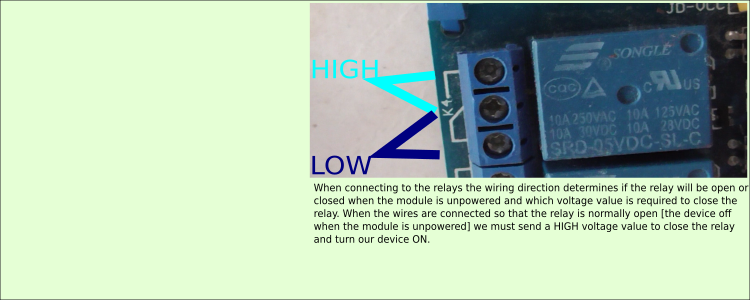 JD-VCC
HIGH
SONGLE
K4
cqc
C US
10A 250VAC 10A 125VAC
10A 30VDC 10A 28VDC
SRD-05VDC-SL-C
LOW
When connecting to the relays the wiring direction determines if the relay will be open or
closed when the module is unpowered and which voltage value is required to close the
relay. When the wires are connected so that the relay is normally open [the device off
when the module is unpowered] we must send a HIGH voltage value to close the relay
and turn our device ON.